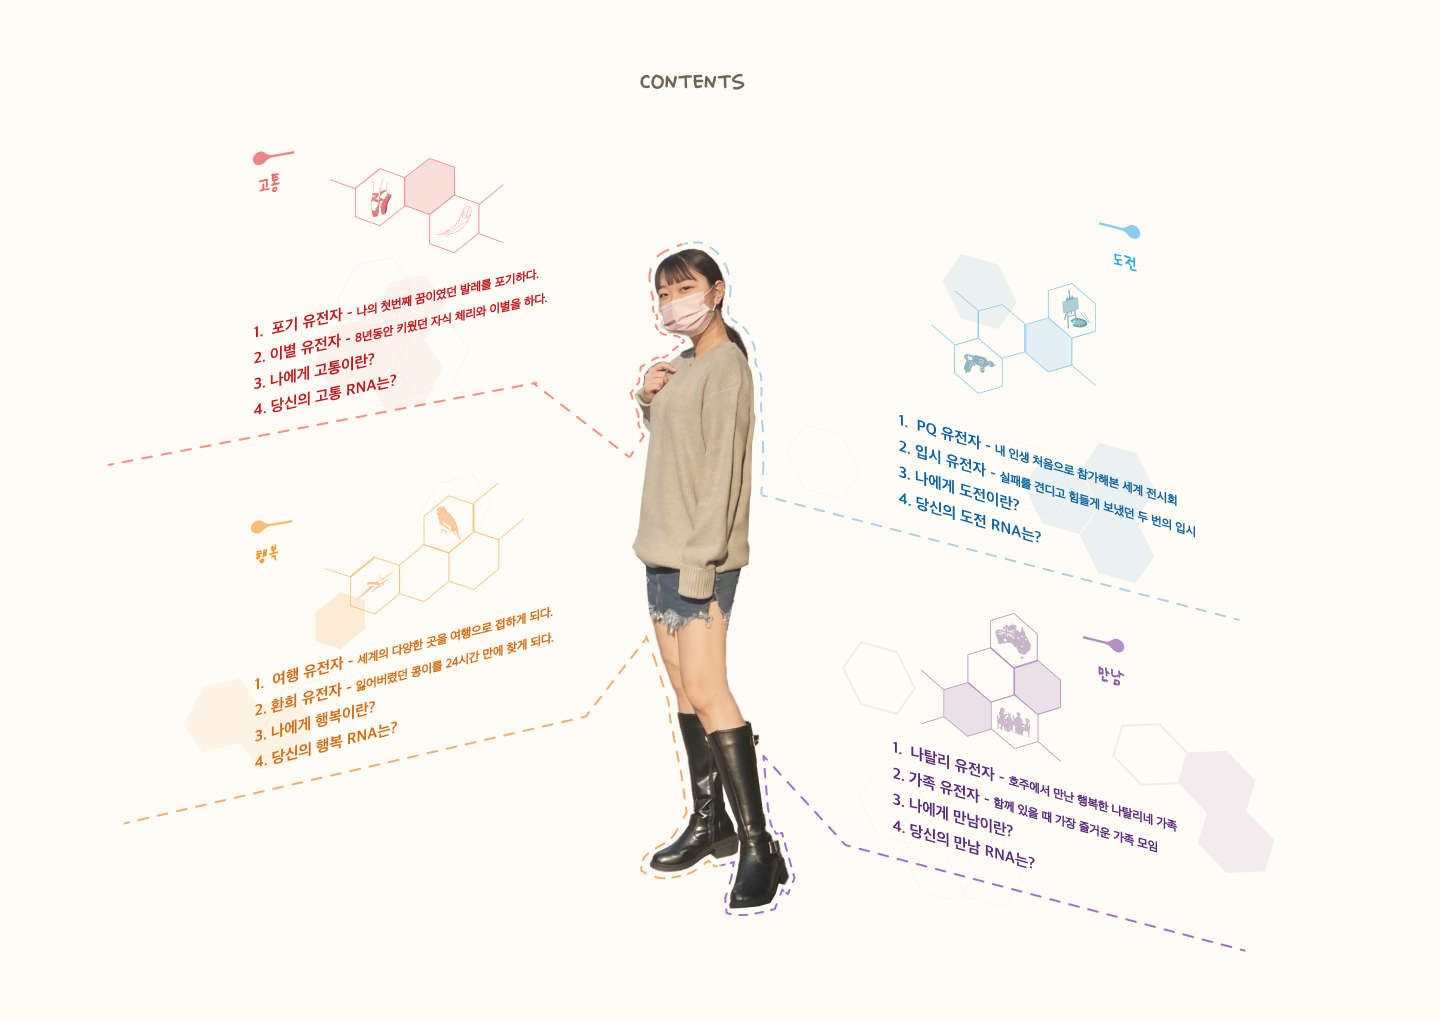 CONTENTS
고통
1. 포기 유전자 - 나의 첫번째 꿈이였던 발레를 포기하다.
2. 이별 유전자 - 8년동안 키웠던 자식 체리와 이별을 하다.
3. 나에게 고통이란?
4. 당신의 고통 RNA는?
도전
1. PQ 유전자 - 내 인생 처음으로 참가해본 세계 전시회
2. 입시 유전자 - 실패를 견디고 힘들게 보냈던 두 번의 입시
3. 나에게 도전이란?
4. 당신의 도전 RNA는?
행복
1. 여행 유전자 - 세계의 다양한 곳을 여행으로 접하게 되다.
2. 환희 유전자 - 잃어버렸던 콩이를 24시간 만에 찾게 되다.
3. 나에게 행복이란?
4. 당신의 행복 RNA는?
만남
1. 나탈리 유전자 - 호주에서 만난 행복한 나탈리네 가족
2. 가족 유전자 - 함께 있을 때 가장 즐거운 가족 모임
3. 나에게 만남이란?
4. 당신의 만남 RNA는?